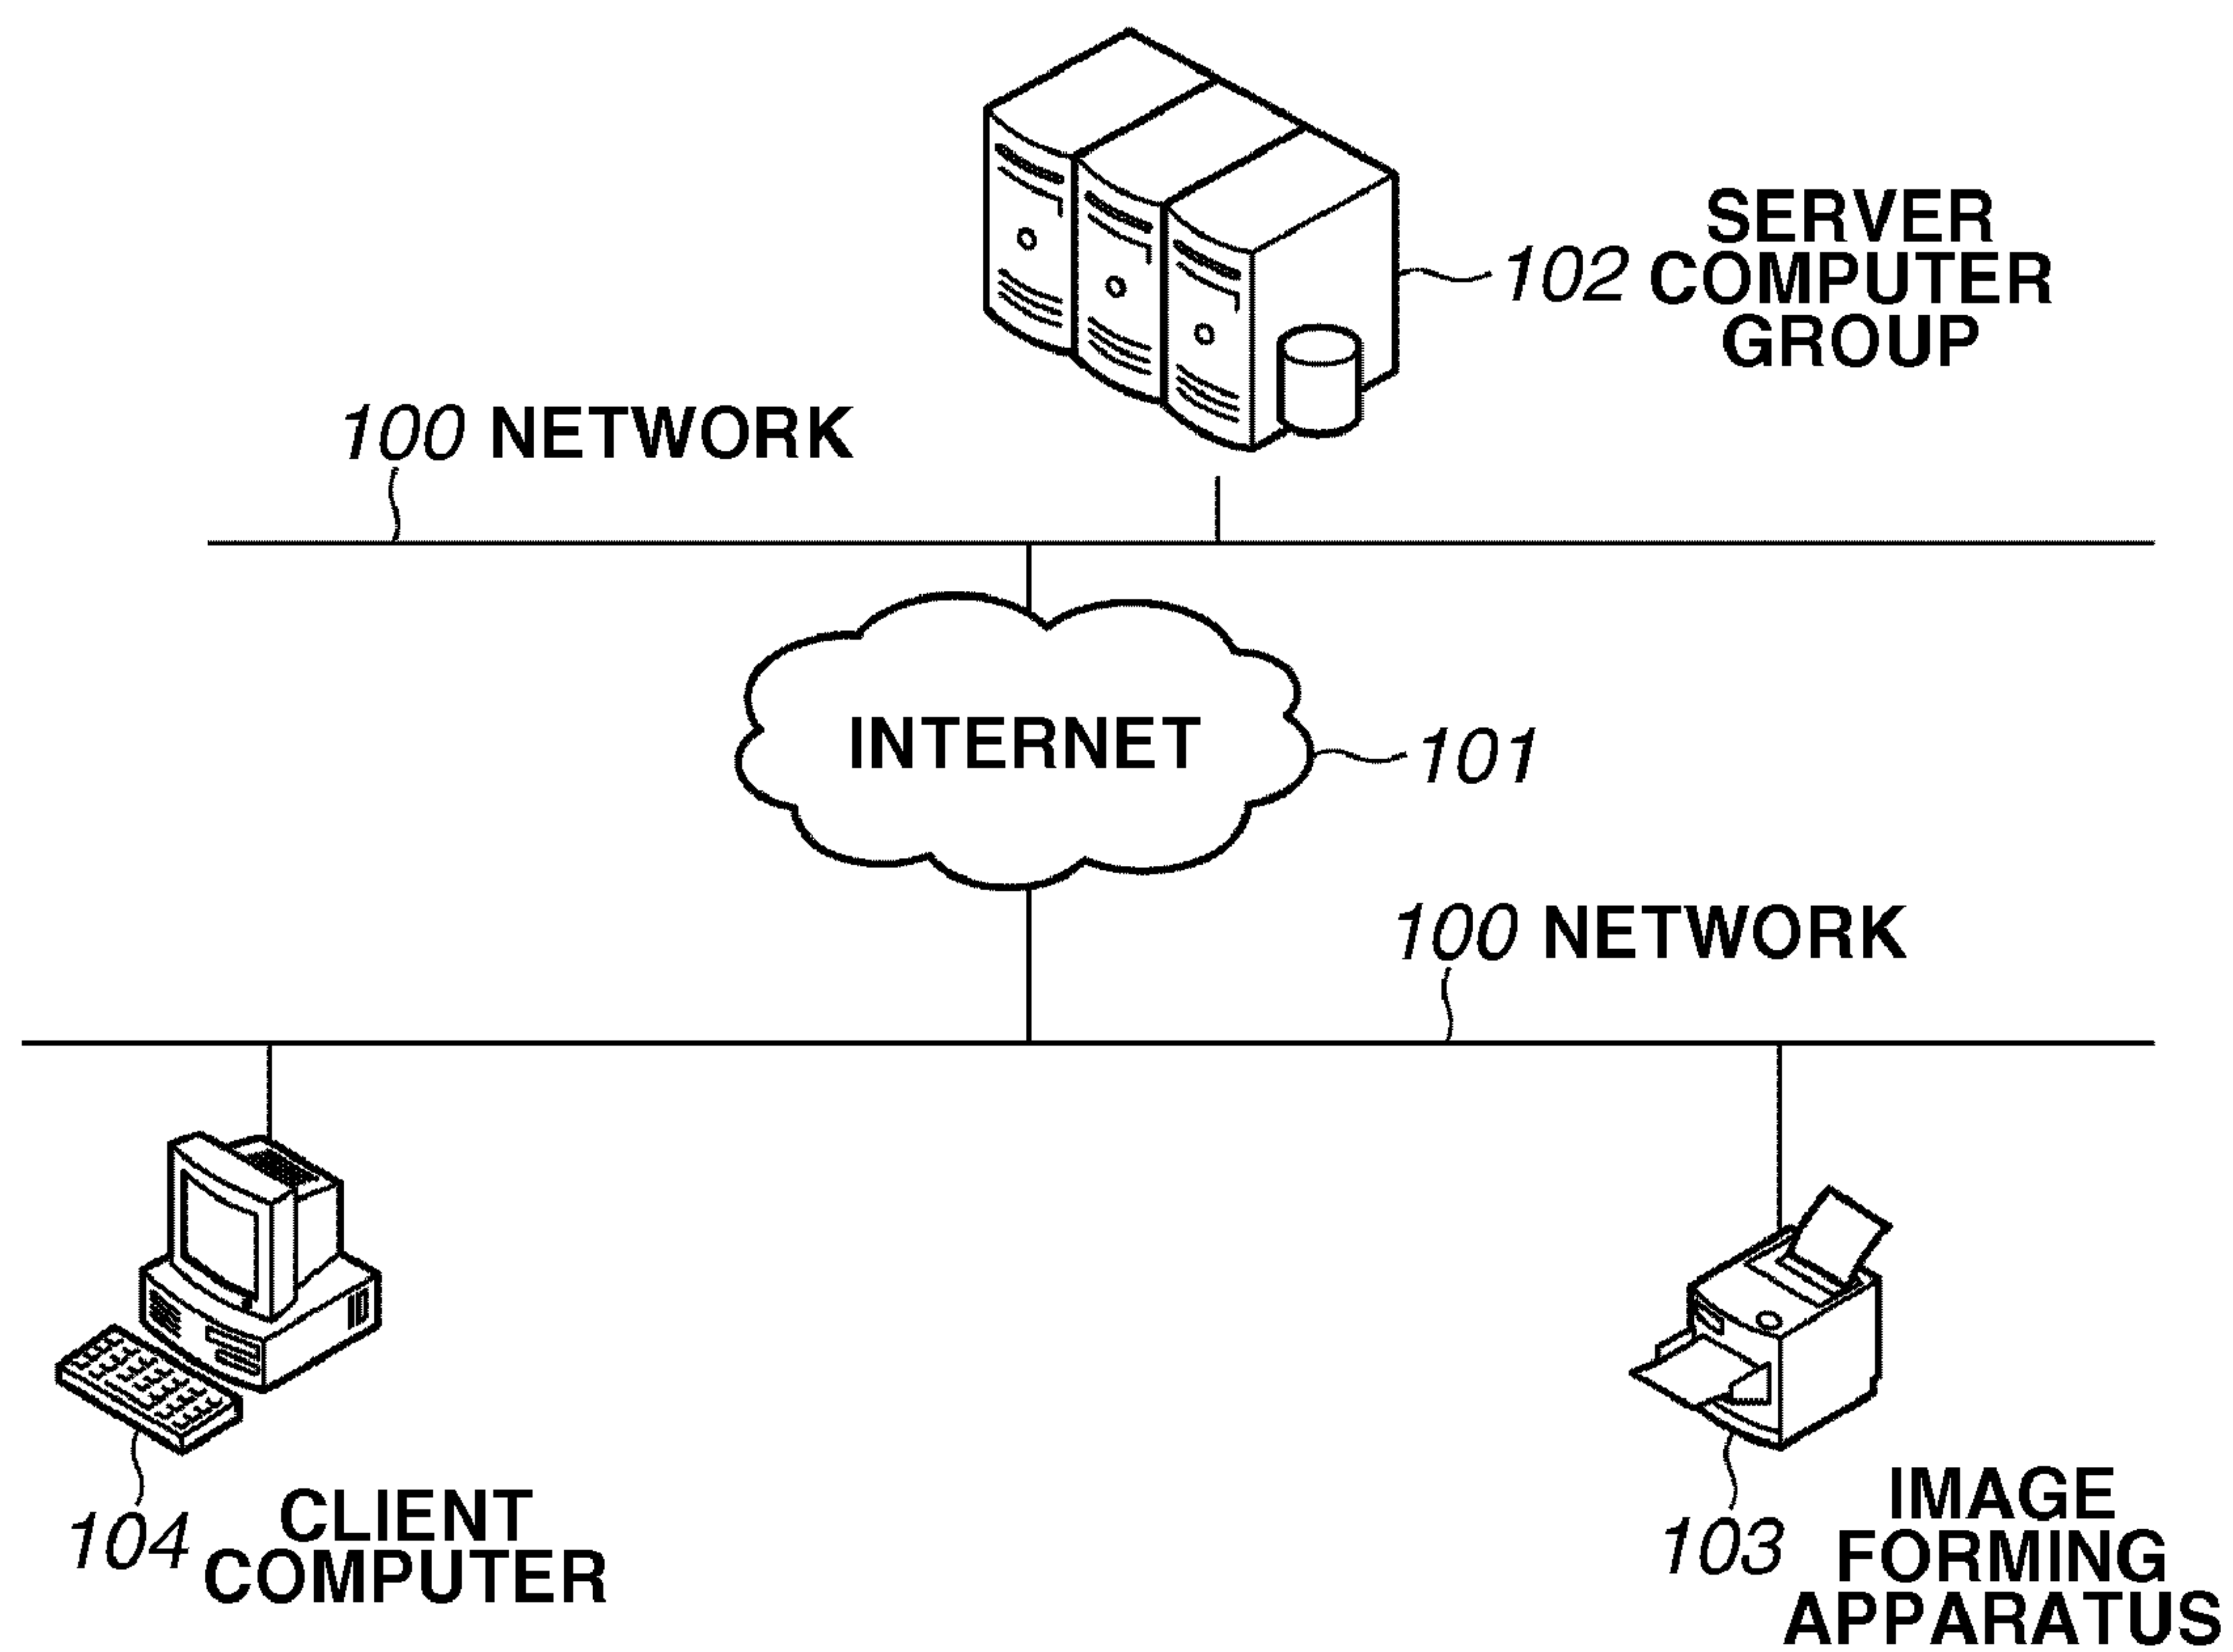 SERVER
102 COMPUTER
GROUP
100 NETWORK
INTERNET
101
100 NETWORK
CLIENT
104 COMPUTER
IMAGE
103 FORMING
APPARATUS